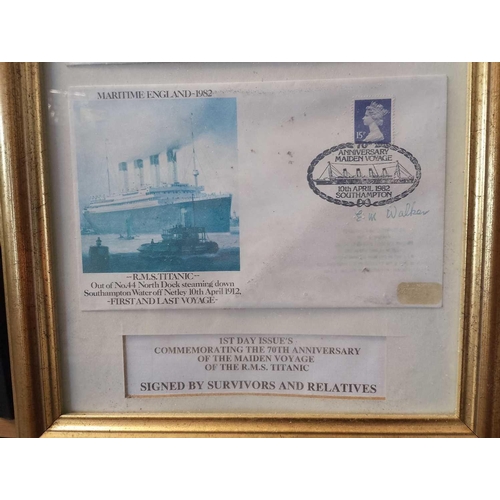 MARITIME ENGLAND-1982
15P
70TH
ANNIVERSARY
MAIDEN VOYAGE
10th APRIL 1982
SOUTHAMPTON
E. M. Walker
--R.M.S.TITANIC--
Out of No.44 North Dock steaming down
Southampton Water off Netley 10th April 1912.
-FIRST AND LAST VOYAGE-
1ST DAY ISSUE'S
COMMEMORATING THE 70TH ANNIVERSARY
OF THE MAIDEN VOYAGE
OF THE R.M.S. TITANIC
SIGNED BY SURVIVORS AND RELATIVES